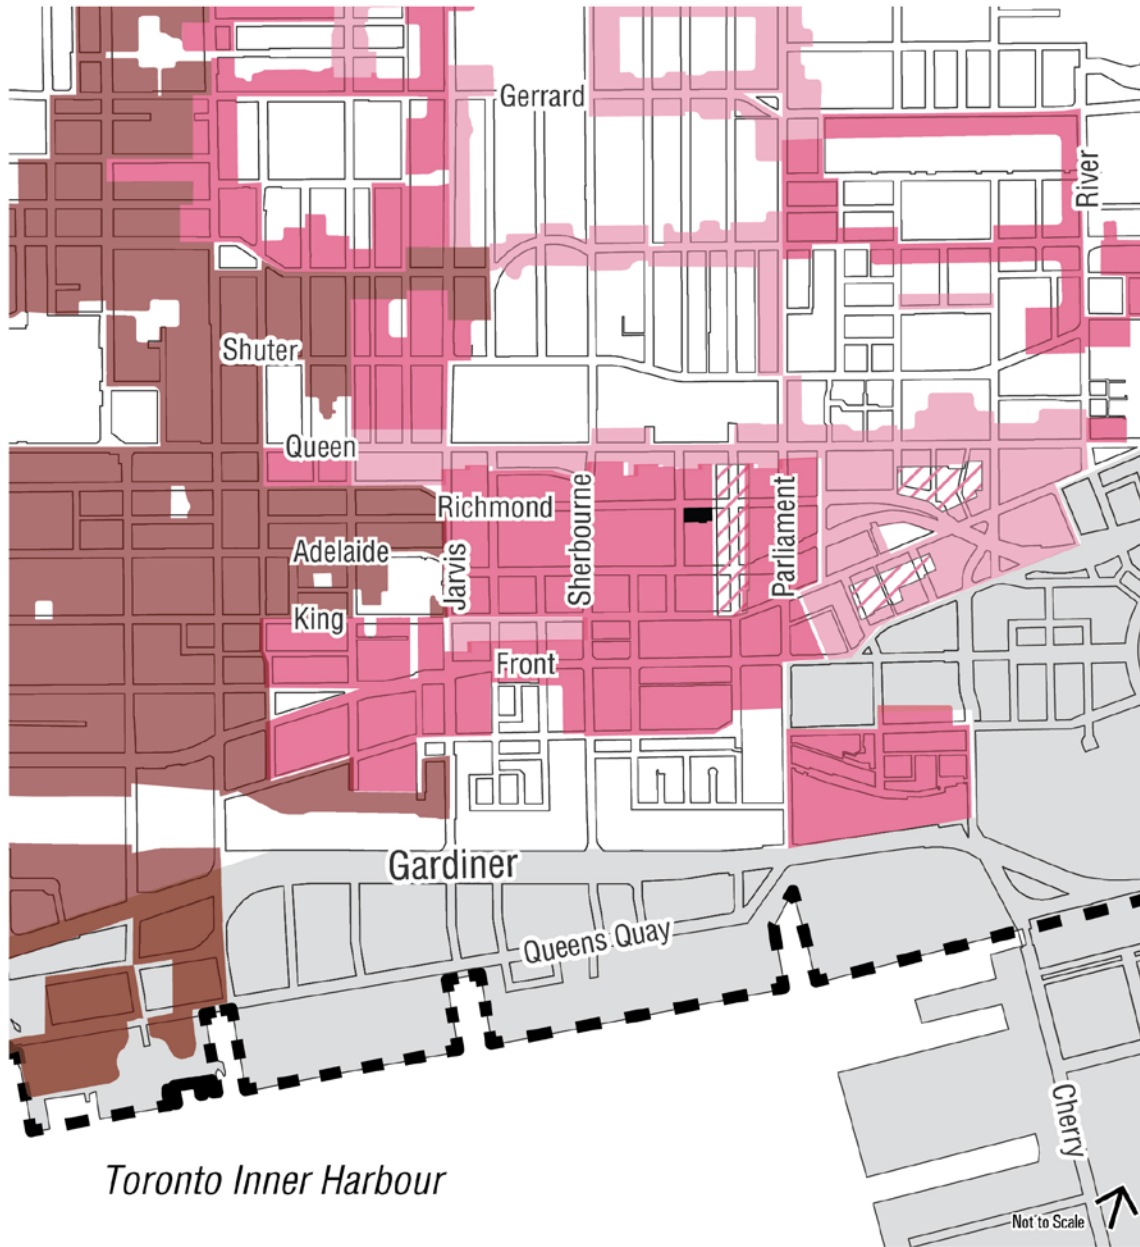 Gerrard
River
Shuter
Queen
Richmond
Sherbourne
Parliament
Adelaide
Jarvis
King
Front
Gardiner
Queens Quay
Cherry
Toronto Inner Harbour
Not to Scale